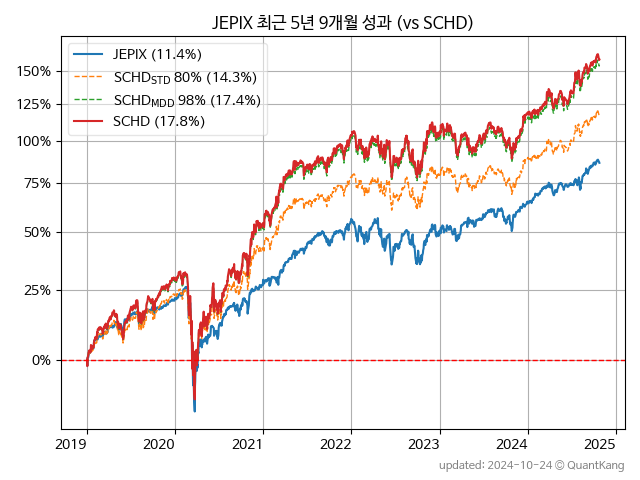 JEPIX 최근 5년 9개월 성과 (vs SCHD)
JEPIX (11.4%)
SCHD_STD 80% (14.3%)
SCHD_MDD 98% (17.4%)
SCHD (17.8%)
150%
125%
100%
75%
50%
25%
0%
2019 2020 2021 2022 2023 2024 2025
updated: 2024-10-24 © QuantKang